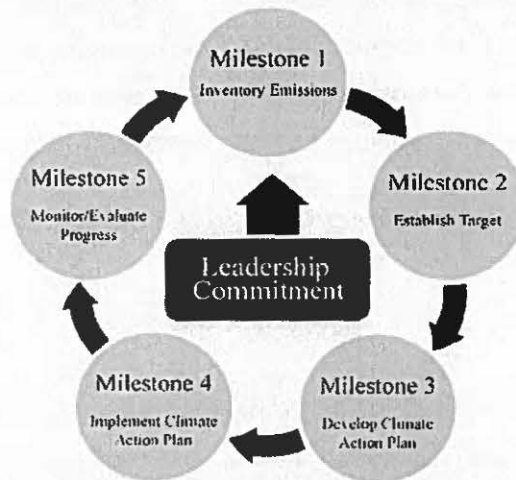 Milestone 1
Inventory Emissions
Milestone 2
Establish Target
Milestone 3
Develop Climate
Action Plan
Milestone 4
Implement Climate
Action Plan
Milestone 5
Monitor/Evaluate
Progress
Leadership
Commitment